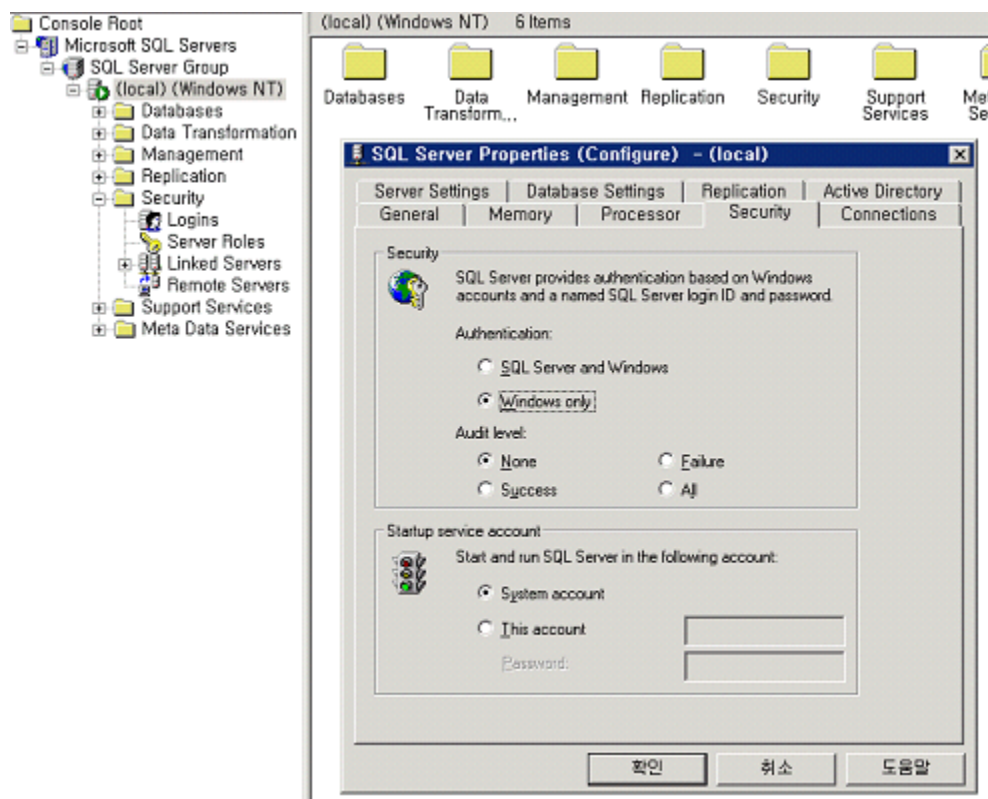 Console Root
Microsoft SQL Servers
SQL Server Group
(local) (Windows NT)
Databases
Data Transformation
Management
Replication
Security
Logins
Server Roles
Linked Servers
Remote Servers
Support Services
Meta Data Services
(local) (Windows NT) 6 Items
Databases
Data
Transform...
Management
Replication
Security
Support
Services
Met
Se
SQL Server Properties (Configure) - (local)
Server Settings Database Settings Replication Active Directory
General Memory Processor Security Connections
Security
SQL Server provides authentication based on Windows
accounts and a named SQL Server login ID and password.
Authentication:
SQL Server and Windows
Windows only
Audit level:
None Failure
Success All
Startup service account
Start and run SQL Server in the following account:
System account
This account
Password:
확인 취소 도움말